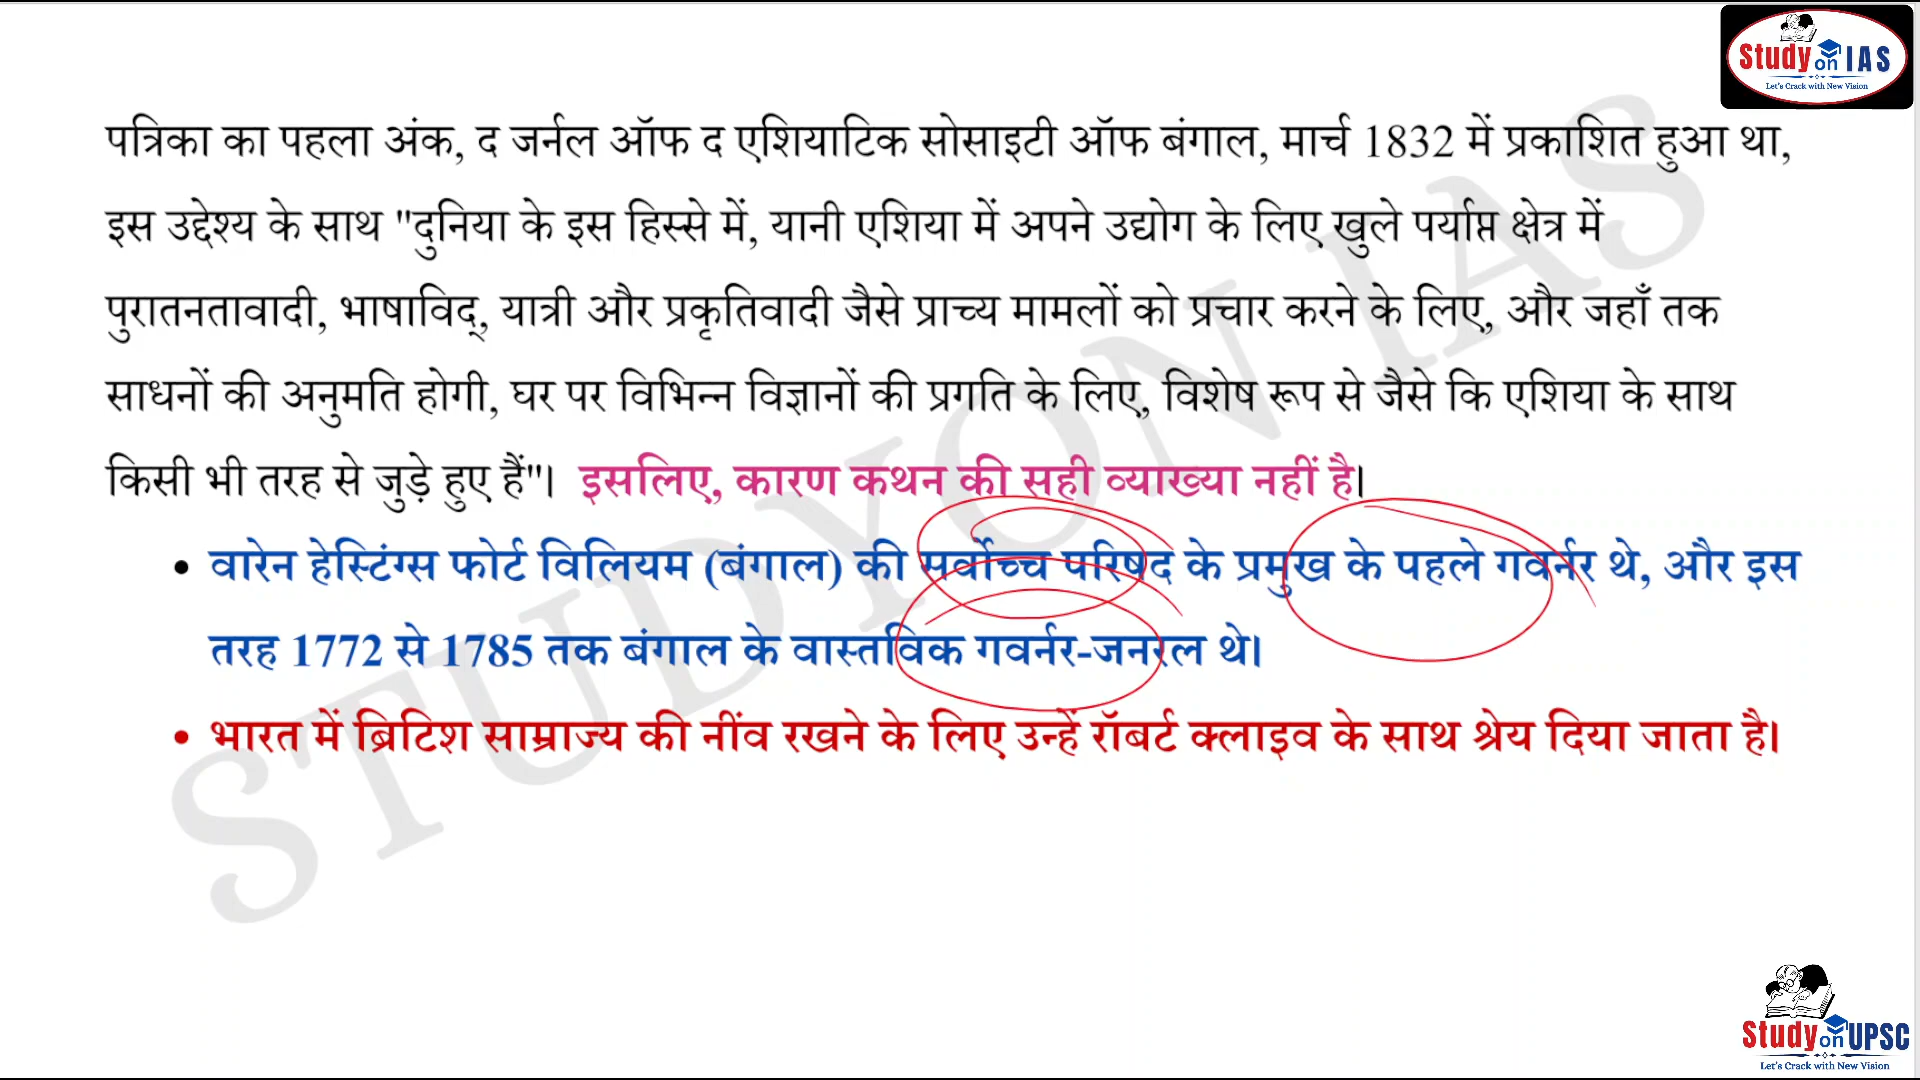 Study on IAS
Let's Crack with New Vision
पत्रिका का पहला अंक, द जर्नल ऑफ द एशियाटिक सोसाइटी ऑफ बंगाल, मार्च 1832 में प्रकाशित हुआ था,
इस उद्देश्य के साथ "दुनिया के इस हिस्से में, यानी एशिया में अपने उद्योग के लिए खुले पर्याप्त क्षेत्र में
पुरातनतावादी, भाषाविद्, यात्री और प्रकृतिवादी जैसे प्राच्य मामलों को प्रचार करने के लिए, और जहाँ तक
साधनों की अनुमति होगी, घर पर विभिन्न विज्ञानों की प्रगति के लिए, विशेष रूप से जैसे कि एशिया के साथ
किसी भी तरह से जुड़े हुए हैं"। इसलिए, कारण कथन की सही व्याख्या नहीं है।
• वारेन हेस्टिंग्स फोर्ट विलियम (बंगाल) की सर्वोच्च परिषद के प्रमुख के पहले गवर्नर थे, और इस
तरह 1772 से 1785 तक बंगाल के वास्तविक गवर्नर-जनरल थे।
• भारत में ब्रिटिश साम्राज्य की नींव रखने के लिए उन्हें रॉबर्ट क्लाइव के साथ श्रेय दिया जाता है।
STUDYON IAS
Study on UPSC
Let's Crack with New Vision